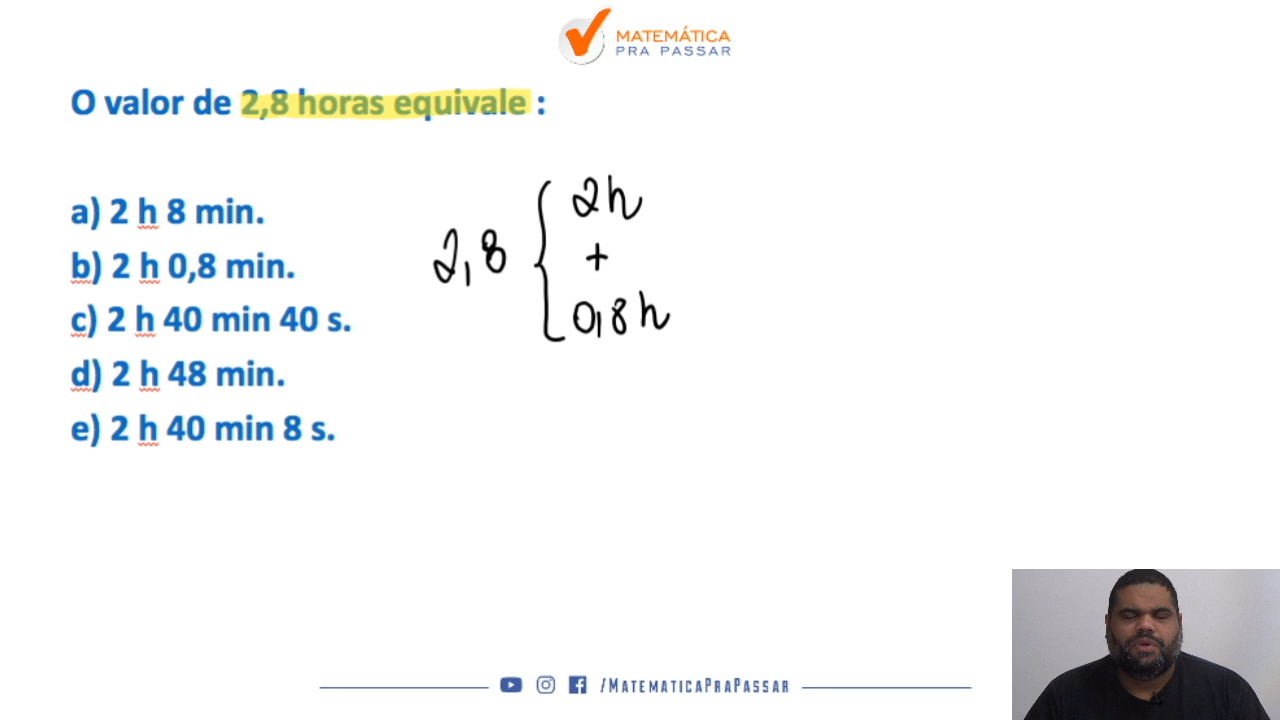 MATEMÁTICA
PRA PASSAR
O valor de 2,8 horas equivale :
a) 2 h 8 min.
b) 2 h 0,8 min.
c) 2 h 40 min 40 s.
d) 2 h 48 min.
e) 2 h 40 min 8 s.
2,8
2h
+
0,8h
/MATEMATICAPRAPASSAR